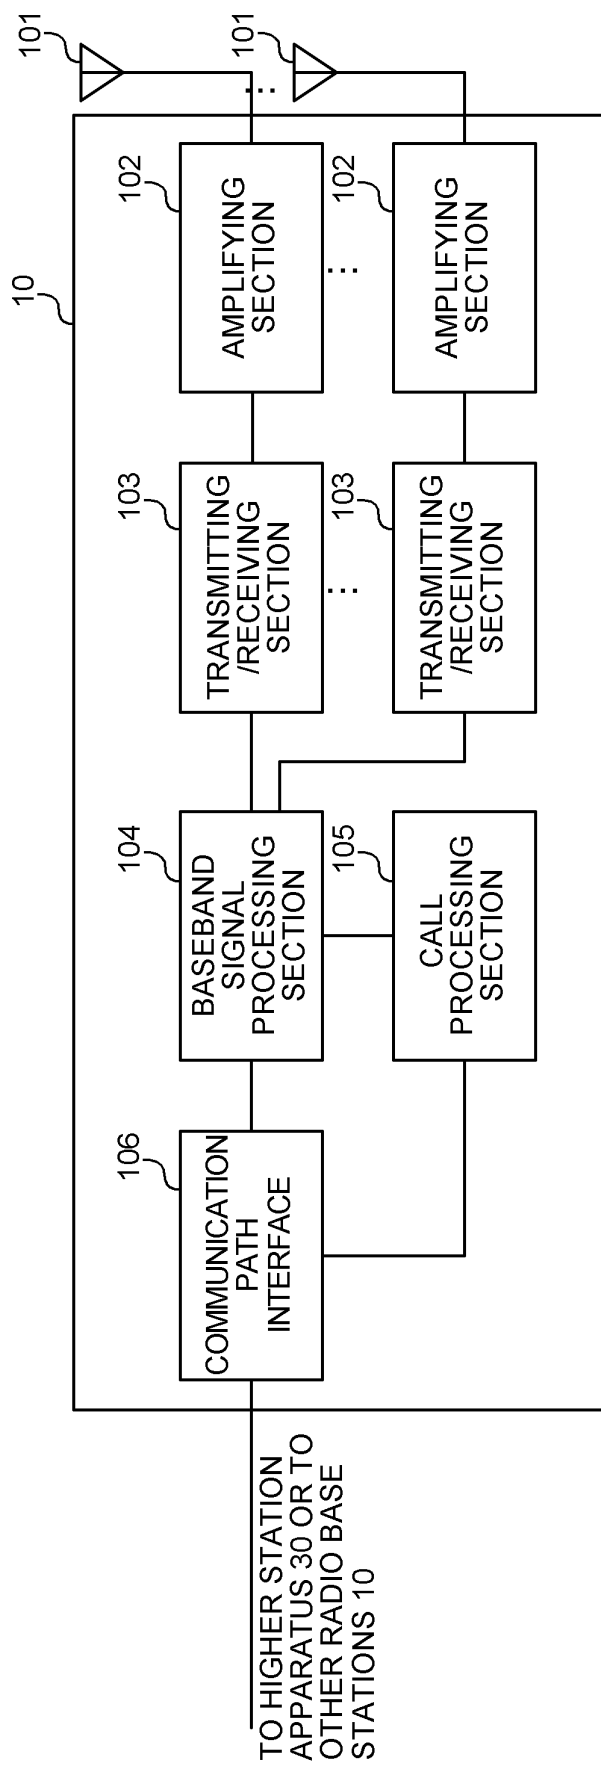 10
101
101
102
AMPLIFYING
SECTION
...
102
AMPLIFYING
SECTION
...
103
TRANSMITTING
/RECEIVING
SECTION
...
103
TRANSMITTING
/RECEIVING
SECTION
104
BASEBAND
SIGNAL
PROCESSING
SECTION
105
CALL
PROCESSING
SECTION
106
COMMUNICATION
PATH
INTERFACE
TO HIGHER STATION
APPARATUS 30 OR TO
OTHER RADIO BASE
STATIONS 10